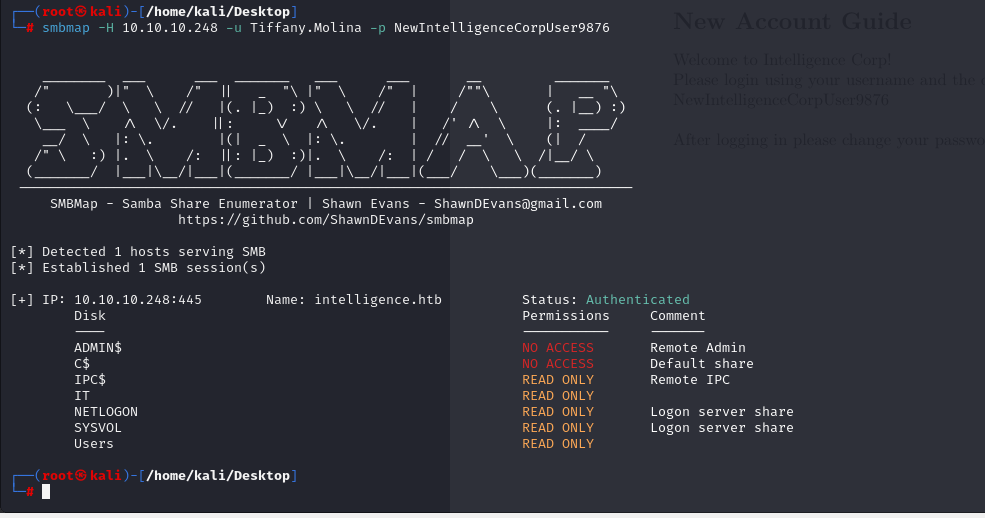 ┌──(root㉿kali)-[/home/kali/Desktop]
└─# smbmap -H 10.10.10.248 -u Tiffany.Molina -p NewIntelligenceCorpUser9876
SMBMap - Samba Share Enumerator | Shawn Evans - ShawnDEvans@gmail.com
https://github.com/ShawnDEvans/smbmap
[*] Detected 1 hosts serving SMB
[*] Established 1 SMB session(s)
[+] IP: 10.10.10.248:445 Name: intelligence.htb Status: Authenticated
Disk Permissions Comment
---- ----------- -------
ADMIN$ NO ACCESS Remote Admin
C$ NO ACCESS Default share
IPC$ READ ONLY Remote IPC
IT READ ONLY
NETLOGON READ ONLY Logon server share
SYSVOL READ ONLY Logon server share
Users READ ONLY
┌──(root㉿kali)-[/home/kali/Desktop]
└─#
New Account Guide
Welcome to Intelligence Corp!
Please login using your username and the
NewIntelligenceCorpUser9876
After logging in please change your